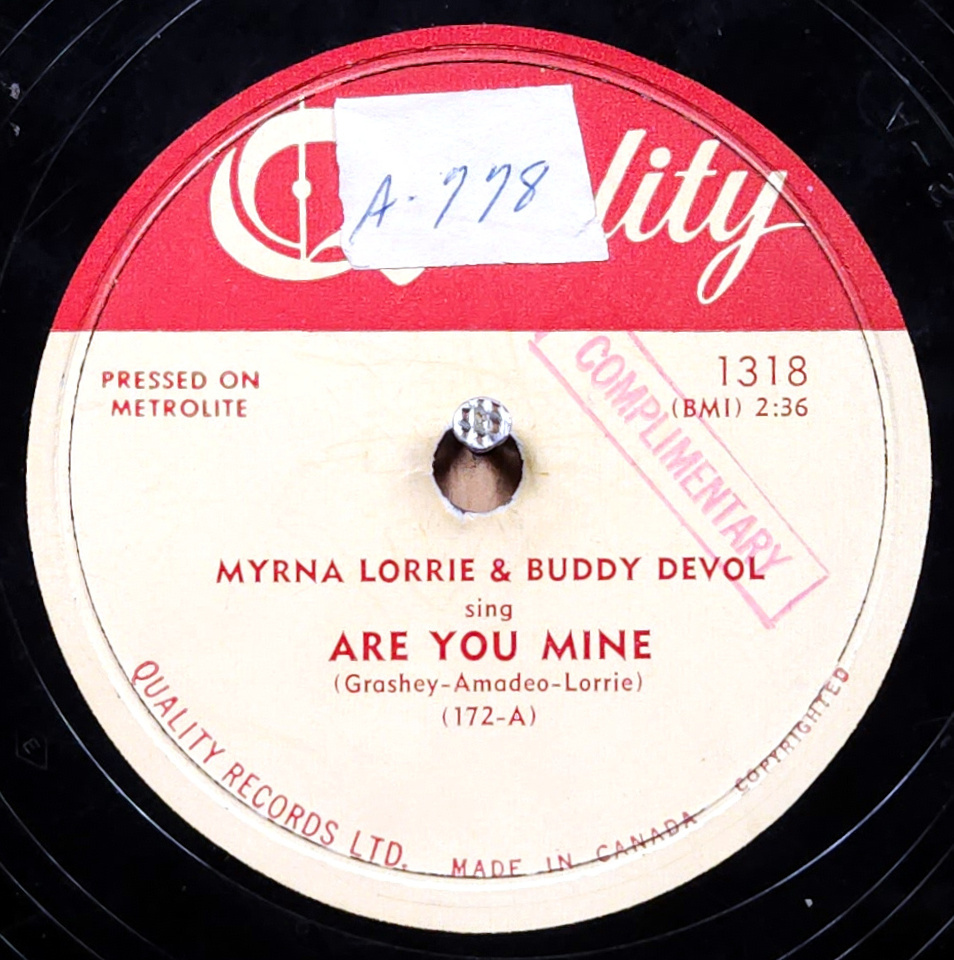 Q lity
A-778
PRESSED ON
METROLITE
1318
(BMI) 2:36
COMPLIMENTARY
MYRNA LORRIE & BUDDY DEVOL
sing
ARE YOU MINE
(Grashey-Amadeo-Lorrie)
(172-A)
QUALITY RECORDS LTD. MADE IN CANADA COPYRIGHTED
E